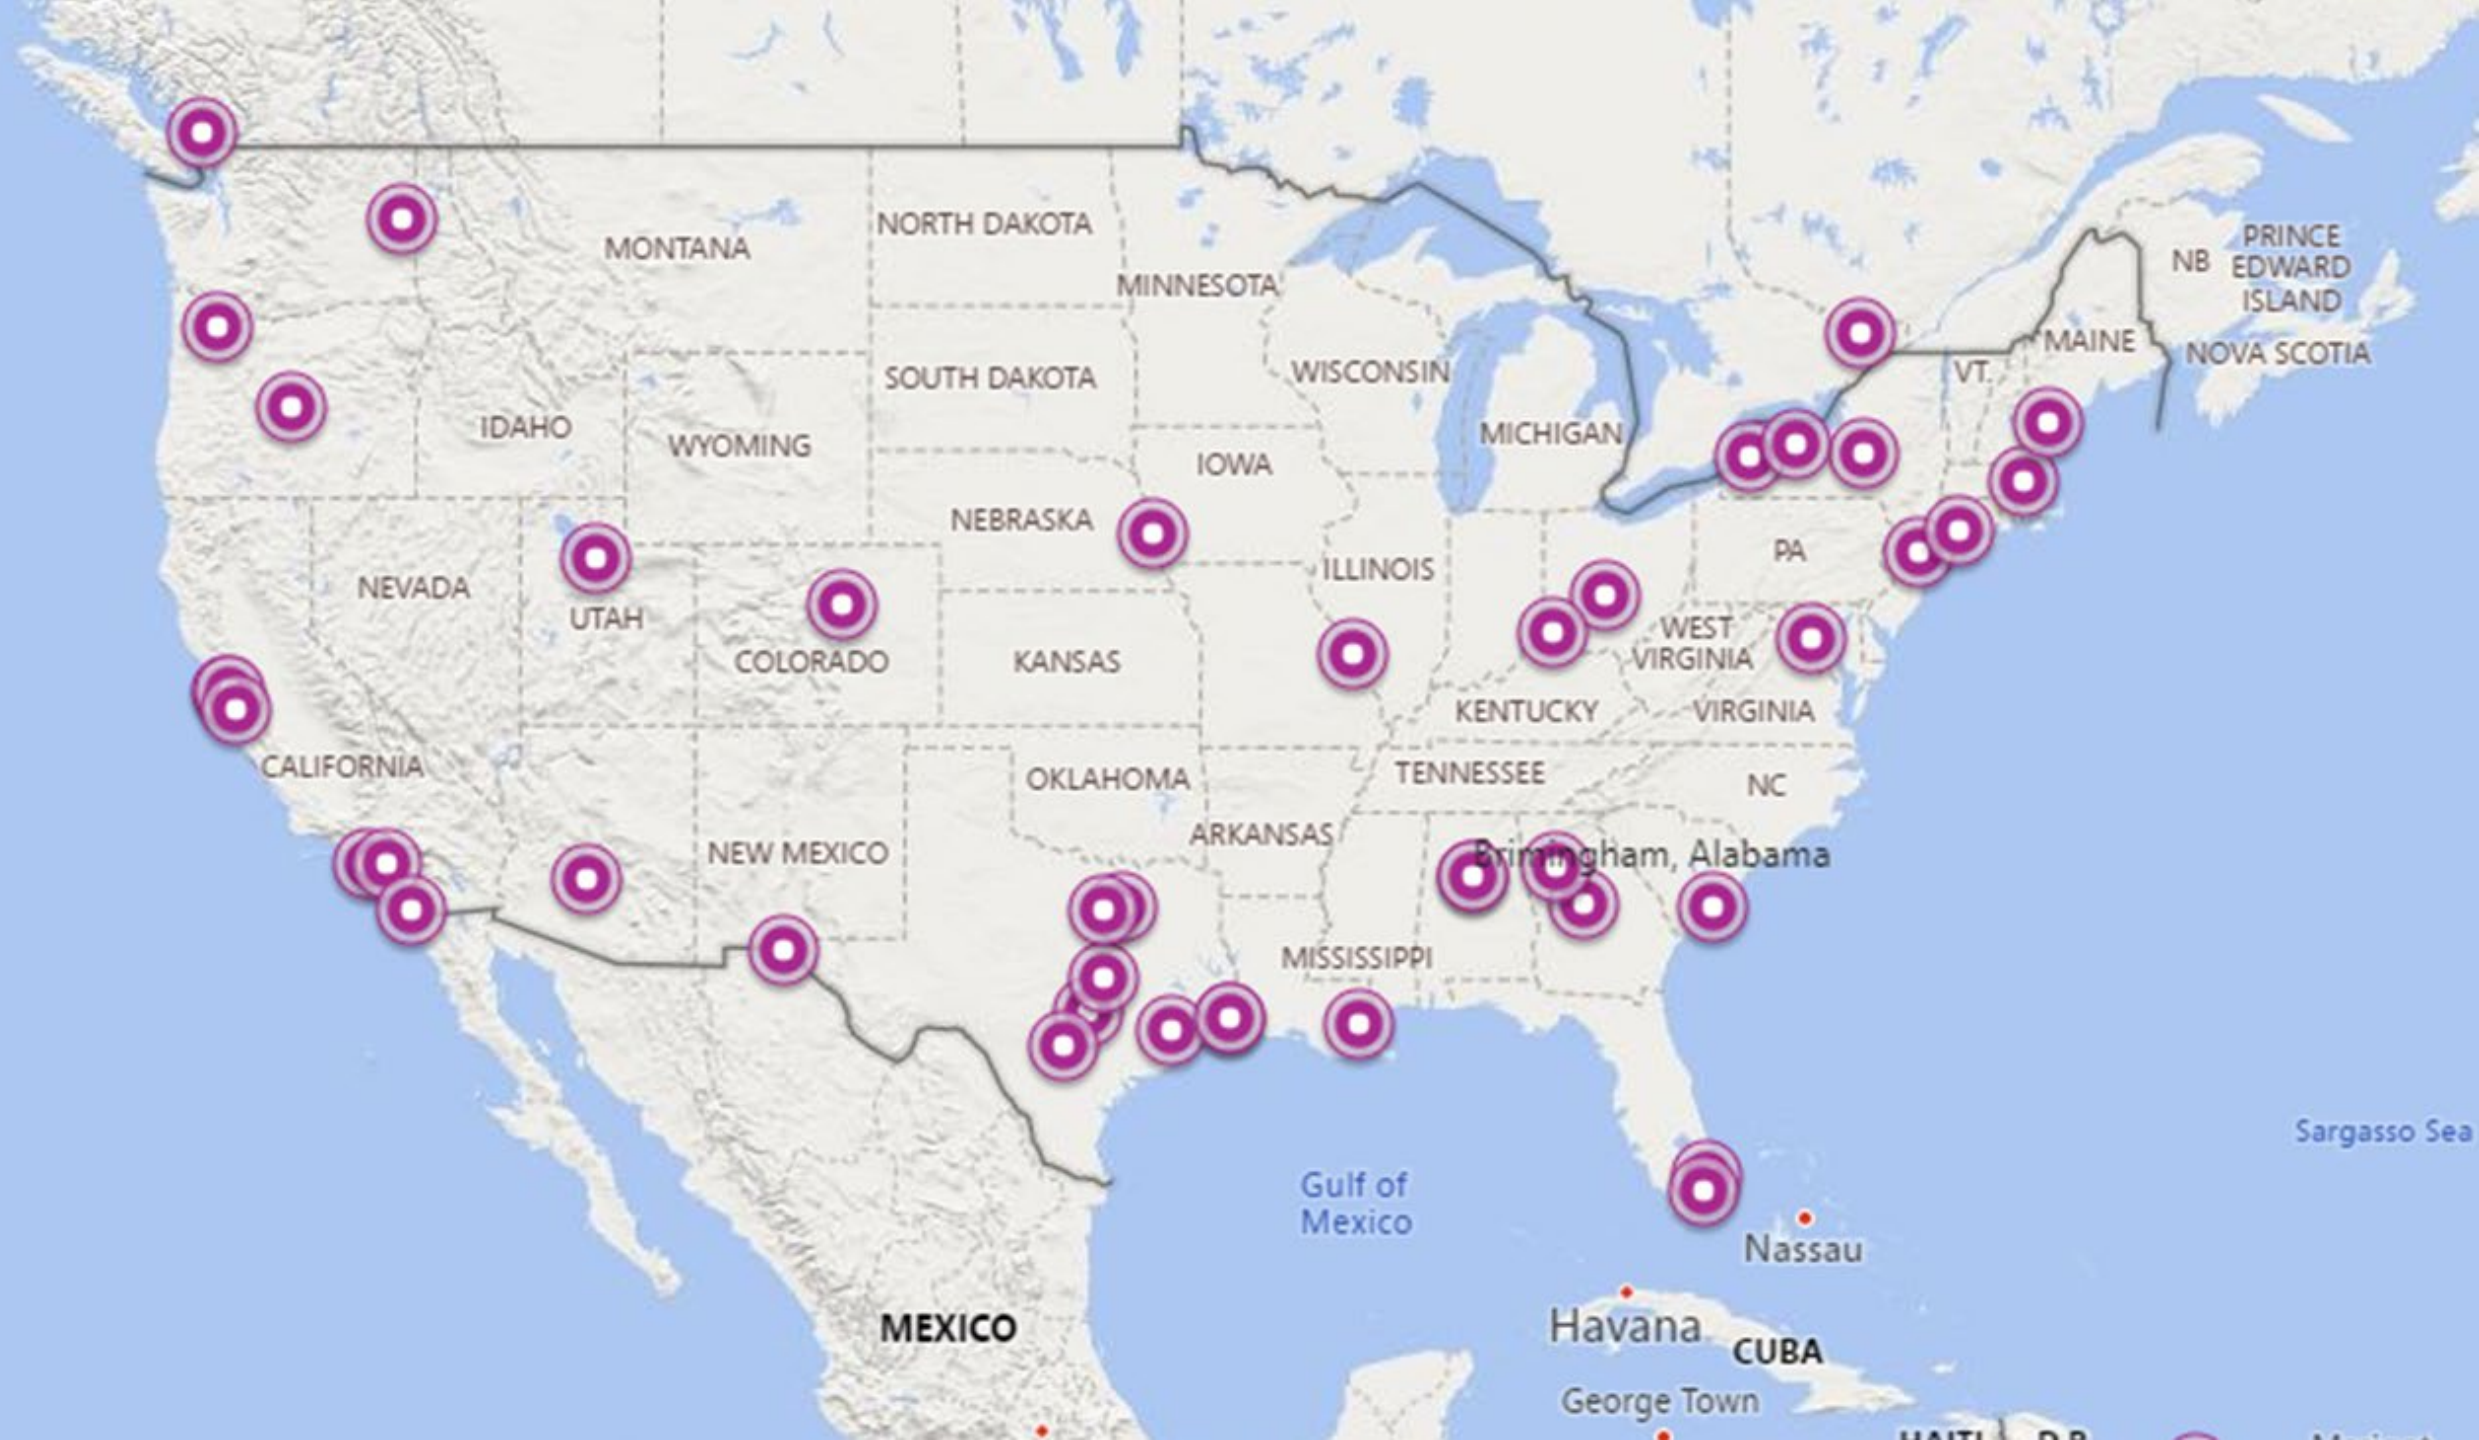 NORTH DAKOTA
MONTANA
MINNESOTA
NB
PRINCE
EDWARD
ISLAND
MAINE
NOVA SCOTIA
VT.
SOUTH DAKOTA
WISCONSIN
IDAHO
WYOMING
MICHIGAN
IOWA
NEBRASKA
PA
NEVADA
ILLINOIS
UTAH
WEST
VIRGINIA
COLORADO
KANSAS
KENTUCKY
VIRGINIA
CALIFORNIA
OKLAHOMA
TENNESSEE
NC
NEW MEXICO
ARKANSAS
Brimingham, Alabama
MISSISSIPPI
Sargasso Sea
Gulf of
Mexico
Nassau
MEXICO
Havana
CUBA
George Town
HAITI
D.R.